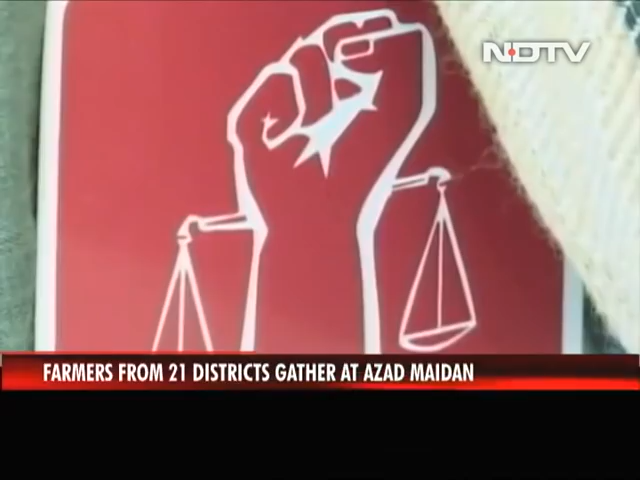 NDTV
FARMERS FROM 21 DISTRICTS GATHER AT AZAD MAIDAN